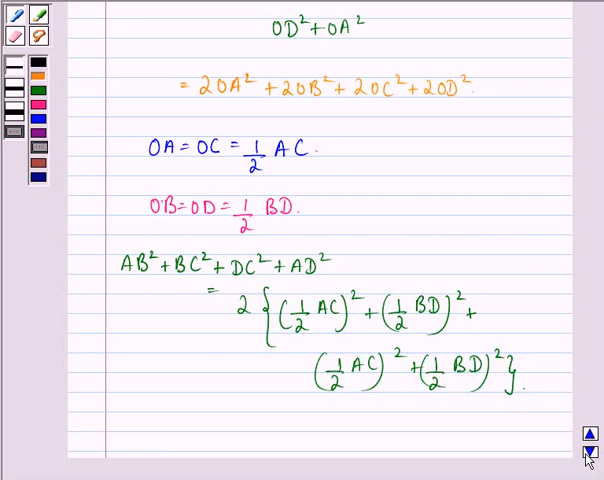 OD²+OA²
= 2OA² + 2OB² + 2OC² + 2OD².
OA = OC = 1/2 AC.
OB = OD = 1/2 BD.
AB² + BC² + DC² + AD²
= 2 { (1/2 AC)² + (1/2 BD)² +
(1/2 AC)² + (1/2 BD)² }.